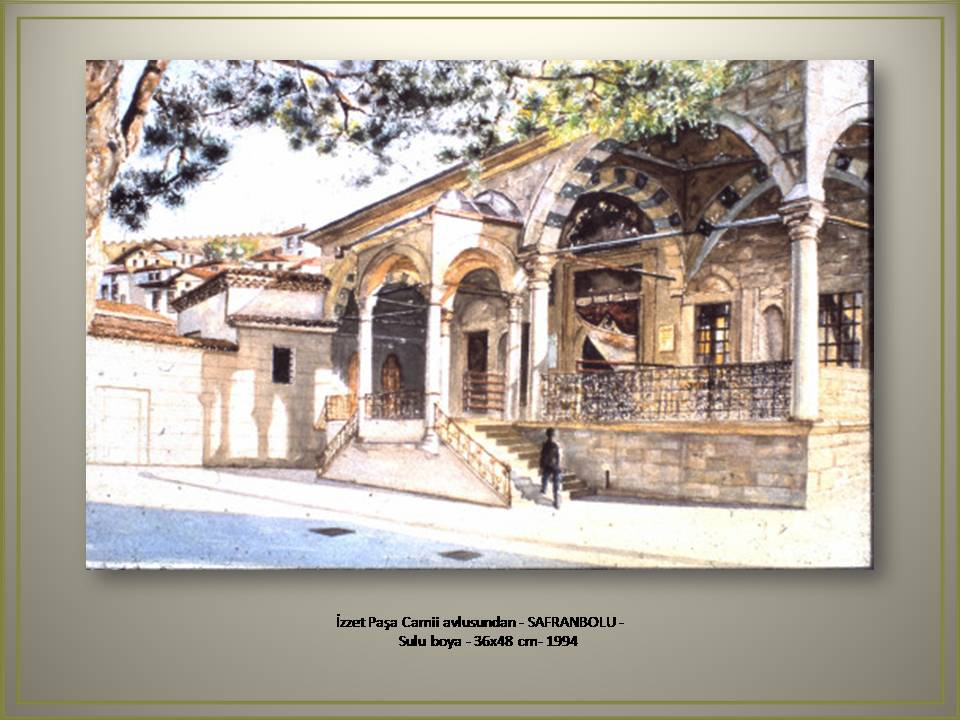 İzzet Paşa Camii avlusundan - SAFRANBOLU -
Sulu boya - 36x48 cm- 1994